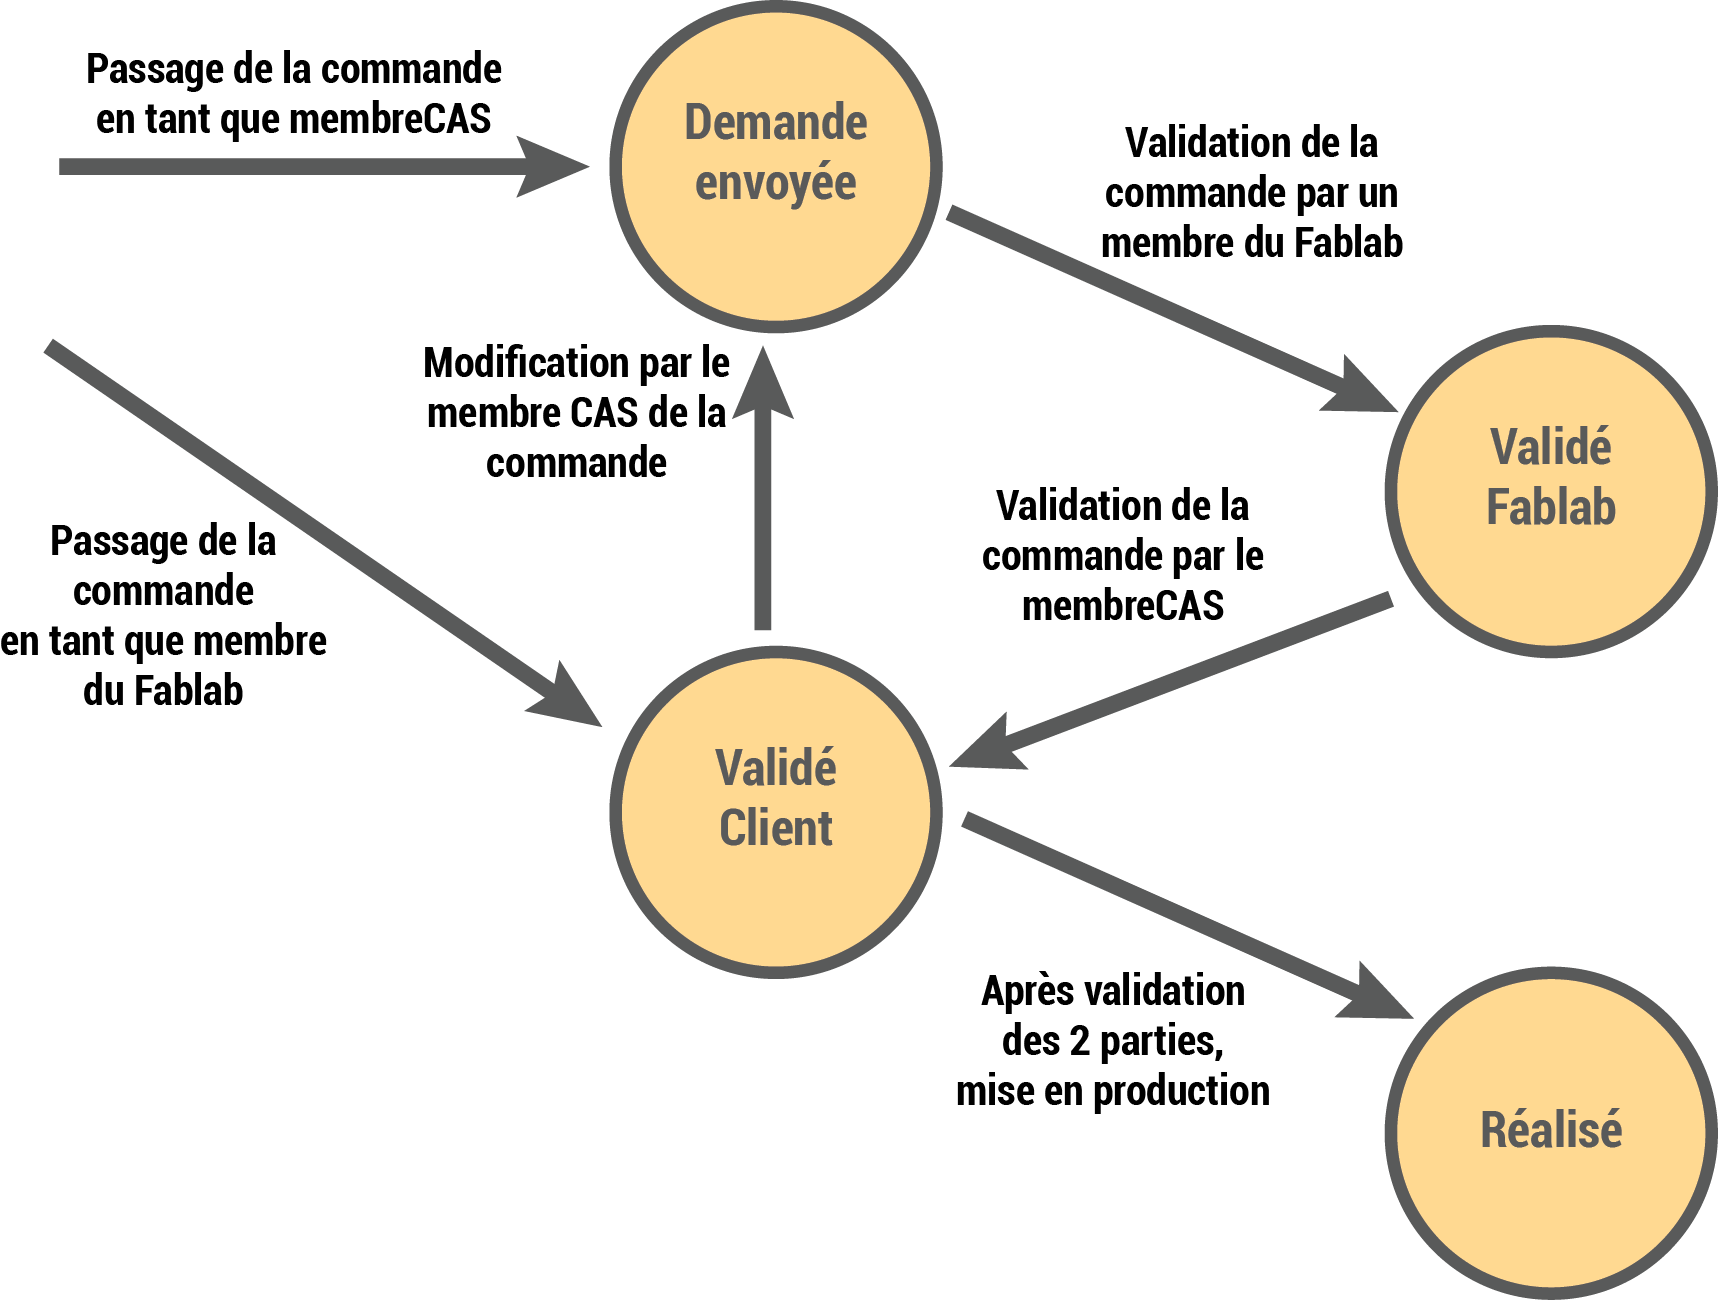 Passage de la commande
en tant que membreCAS
Demande
envoyée
Validation de la
commande par un
membre du Fablab
Modification par le
membre CAS de la
commande
Validé
Fablab
Validation de la
commande par le
membreCAS
Passage de la
commande
en tant que membre
du Fablab
Validé
Client
Après validation
des 2 parties,
mise en production
Réalisé